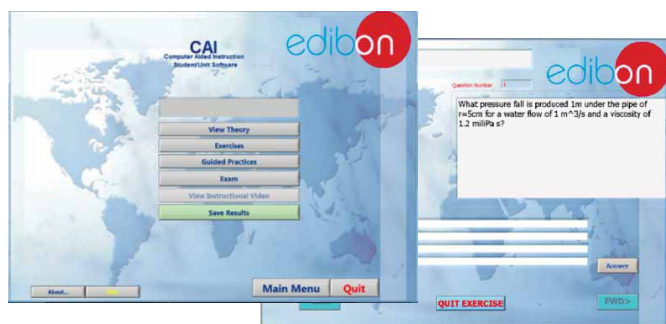 CAI
Computer Aided Instruction
Student/Unit Software
edibon
View Theory
Exercises
Guided Practices
Exam
View Instructional Video
Save Results
About...
Main Menu
Quit
edibon
Question Number 1
What pressure fall is produced 1m under the pipe of
r=5cm for a water flow of 1 m^3/s and a viscosity of
1.2 miliPa s?
Answer
QUIT EXERCISE
FWD>